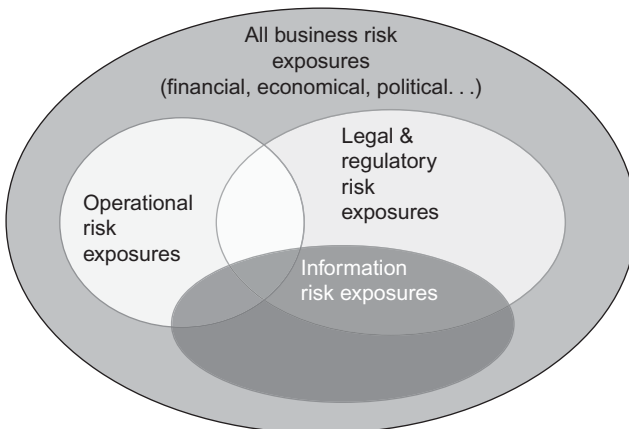 All business risk
exposures
(financial, economical, political. . .)
Legal &
regulatory
risk
exposures
Operational
risk
exposures
Information
risk exposures